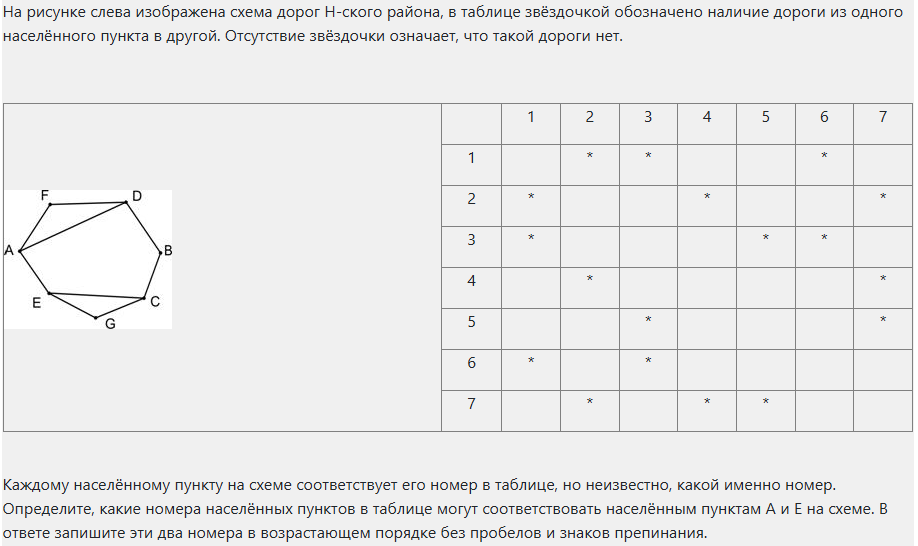 На рисунке слева изображена схема дорог Н-ского района, в таблице звёздочкой обозначено наличие дороги из одного
населённого пункта в другой. Отсутствие звёздочки означает, что такой дороги нет.
1 2 3 4 5 6 7
1 * * *
2 * * *
3 * * *
4 * *
5 * *
6 * *
7 * * *
F D
A B
E C
G
Каждому населённому пункту на схеме соответствует его номер в таблице, но неизвестно, какой именно номер.
Определите, какие номера населённых пунктов в таблице могут соответствовать населённым пунктам A и E на схеме. В
ответе запишите эти два номера в возрастающем порядке без пробелов и знаков препинания.